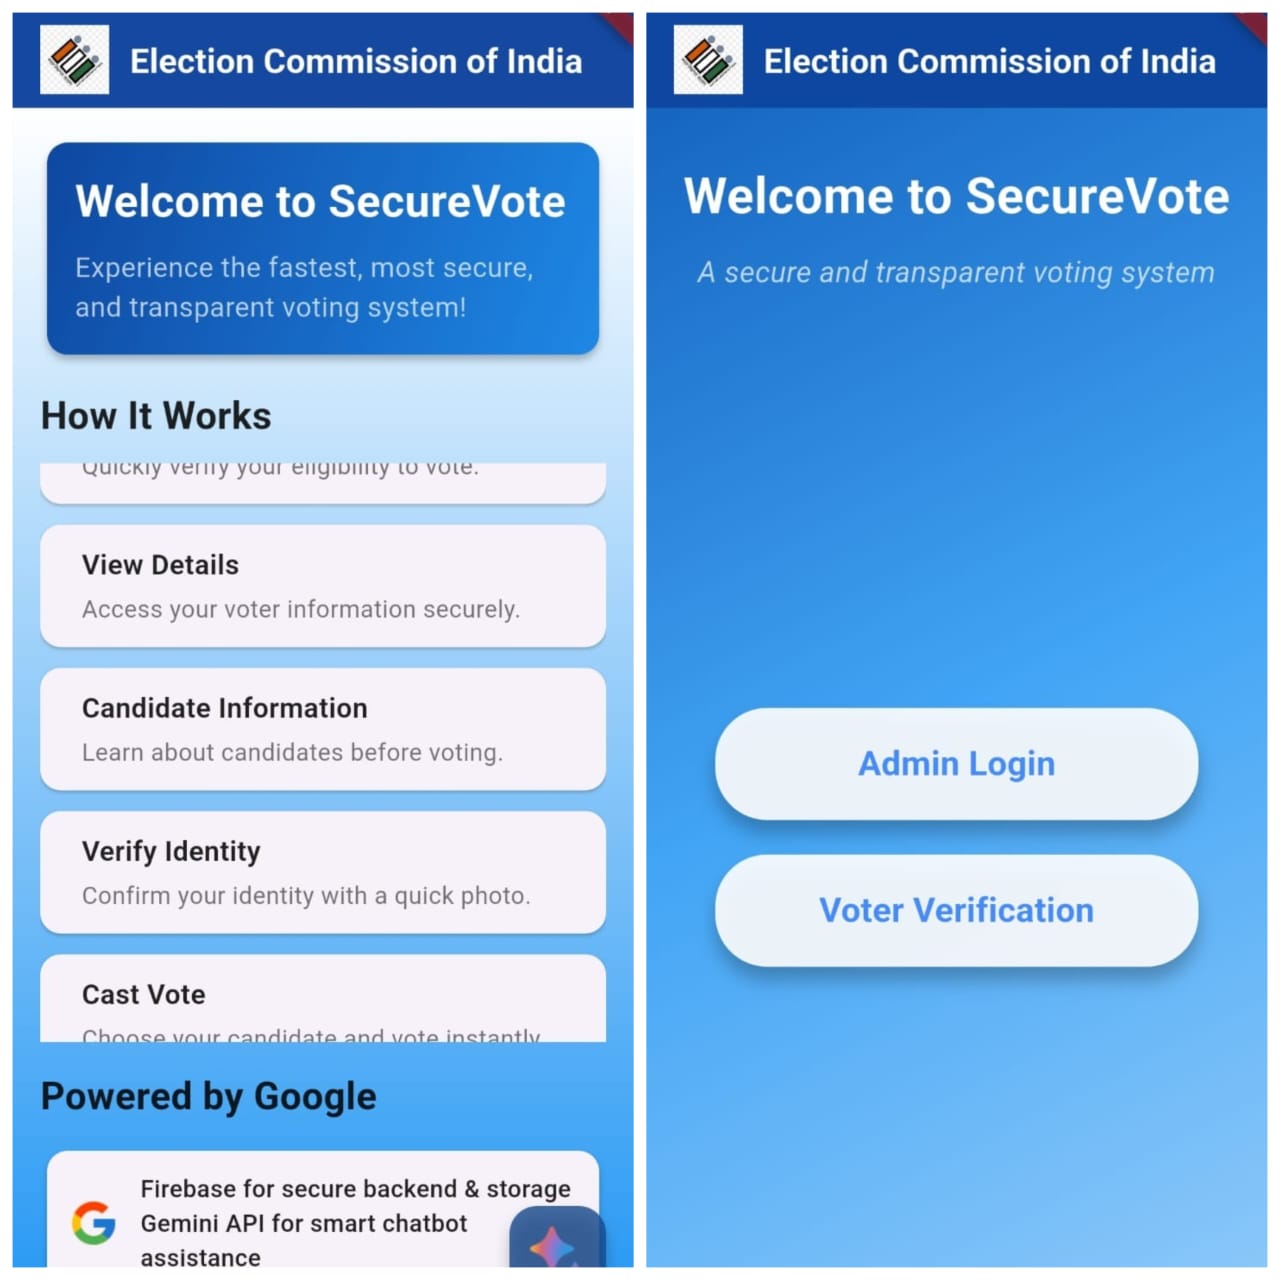 Election Commission of India
Welcome to SecureVote
Experience the fastest, most secure,
and transparent voting system!
How It Works
Quickly verify your eligibility to vote.
View Details
Access your voter information securely.
Candidate Information
Learn about candidates before voting.
Verify Identity
Confirm your identity with a quick photo.
Cast Vote
Choose your candidate and vote instantly
Powered by Google
Firebase for secure backend & storage
Gemini API for smart chatbot
assistance
Election Commission of India
Welcome to SecureVote
A secure and transparent voting system
Admin Login
Voter Verification